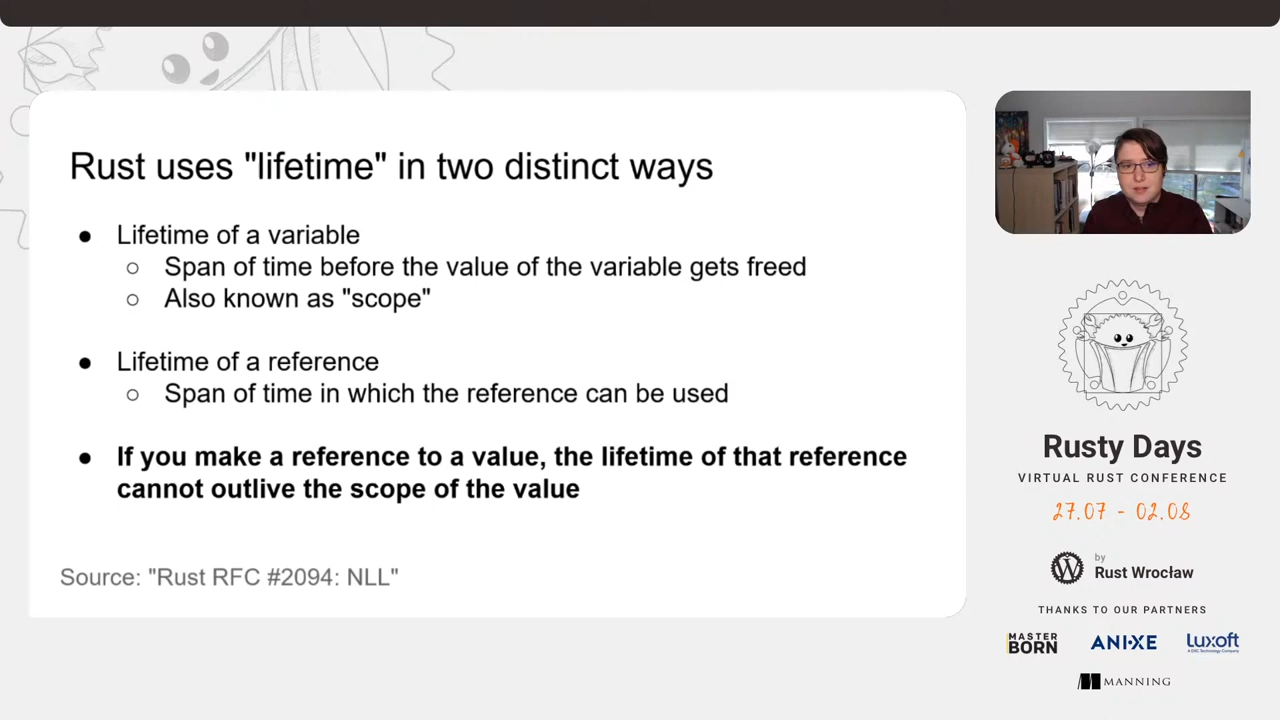 Rust uses "lifetime" in two distinct ways
● Lifetime of a variable
○ Span of time before the value of the variable gets freed
○ Also known as "scope"
● Lifetime of a reference
○ Span of time in which the reference can be used
● If you make a reference to a value, the lifetime of that reference
cannot outlive the scope of the value
Source: "Rust RFC #2094: NLL"
Rusty Days
VIRTUAL RUST CONFERENCE
27.07 - 02.08
by
Rust Wrocław
THANKS TO OUR PARTNERS
MASTER
BORN
ANIXE
Luxoft
A DXC Technology Company
MANNING